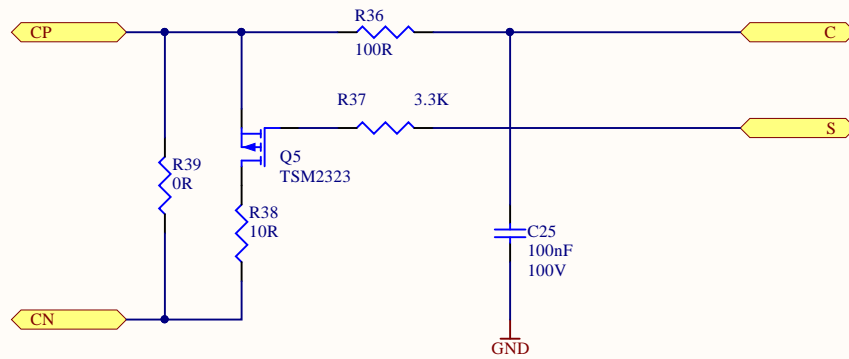 R36
CP
C
100R
R37
3.3K
S
Q5
TSM2323
R39
0R
R38
10R
C25
100nF
100V
CN
GND